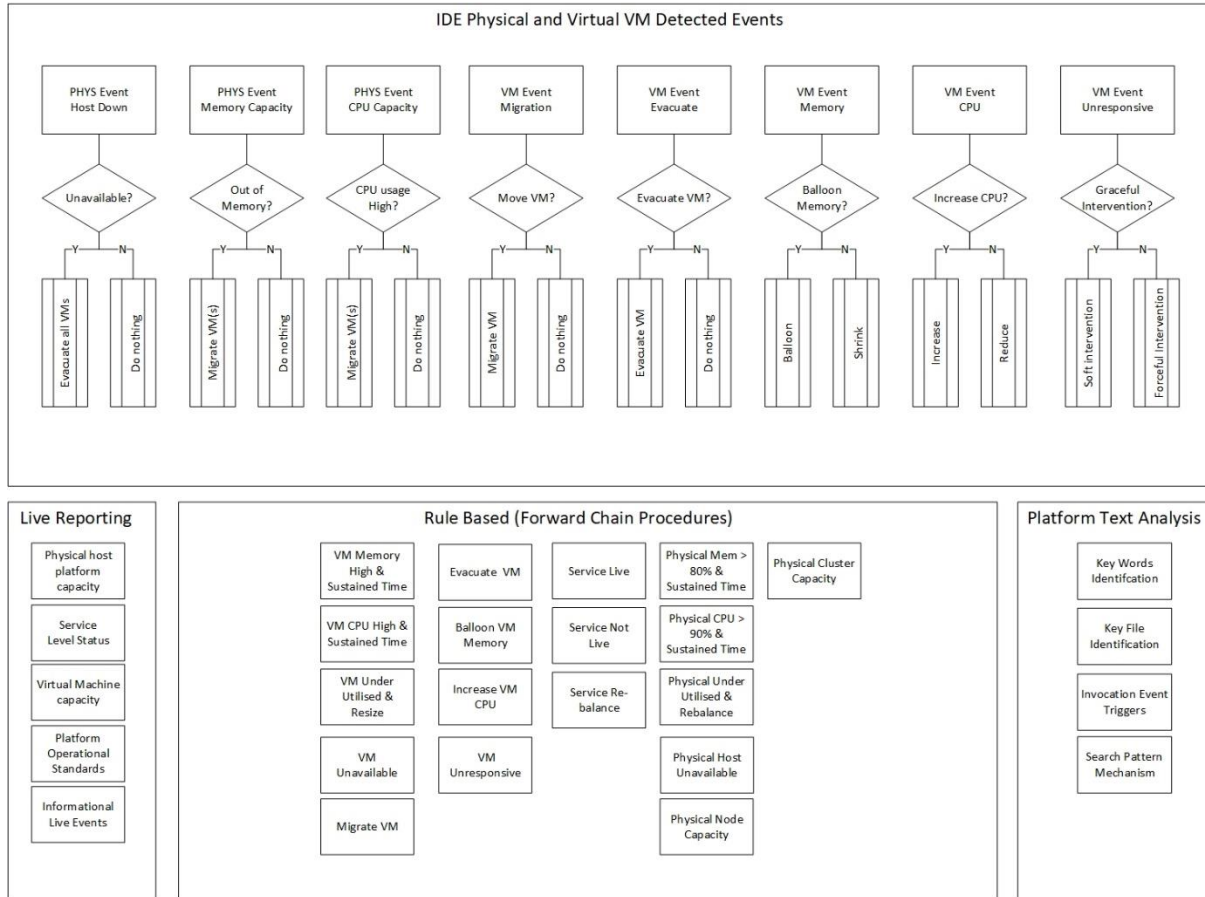 IDE Physical and Virtual VM Detected Events
PHYS Event
Host Down
PHYS Event
Memory Capacity
PHYS Event
CPU Capacity
VM Event
Migration
VM Event
Evacuate
VM Event
Memory
VM Event
CPU
VM Event
Unresponsive
Unavailable?
Out of
Memory?
CPU usage
High?
Move VM?
Evacuate VM?
Balloon
Memory?
Increase CPU?
Graceful
Intervention?
Y N
Y N
Y N
Y N
Y N
Y N
Y N
Y N
Evacuate all VMs
Do nothing
Migrate VM(s)
Do nothing
Migrate VM(s)
Do nothing
Migrate VM
Do nothing
Evacuate VM
Do nothing
Balloon
Shrink
Increase
Reduce
Soft intervention
Forceful Intervention
Live Reporting
Physical host
platform
capacity
Service
Level Status
Virtual Machine
capacity
Platform
Operational
Standards
Informational
Live Events
Rule Based (Forward Chain Procedures)
VM Memory
High &
Sustained Time
VM CPU High &
Sustained Time
VM Under
Utilised &
Resize
VM
Unavailable
Migrate VM
Evacuate VM
Balloon VM
Memory
Increase VM
CPU
VM
Unresponsive
Service Live
Service Not
Live
Service Re-
balance
Physical Mem >
80% &
Sustained Time
Physical CPU >
90% &
Sustained Time
Physical Under
Utilised &
Rebalance
Physical Host
Unavailable
Physical Node
Capacity
Physical Cluster
Capacity
Platform Text Analysis
Key Words
Identifcation
Key File
Identification
Invocation Event
Triggers
Search Pattern
Mechanism